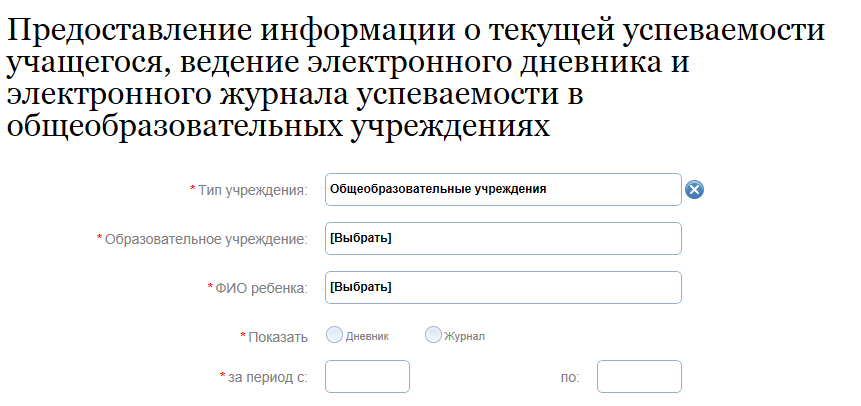 Предоставление информации о текущей успеваемости
учащегося, ведение электронного дневника и
электронного журнала успеваемости в
общеобразовательных учреждениях
* Тип учреждения: Общеобразовательные учреждения
* Образовательное учреждение: [Выбрать]
* ФИО ребенка: [Выбрать]
* Показать Дневник Журнал
* за период с: по: